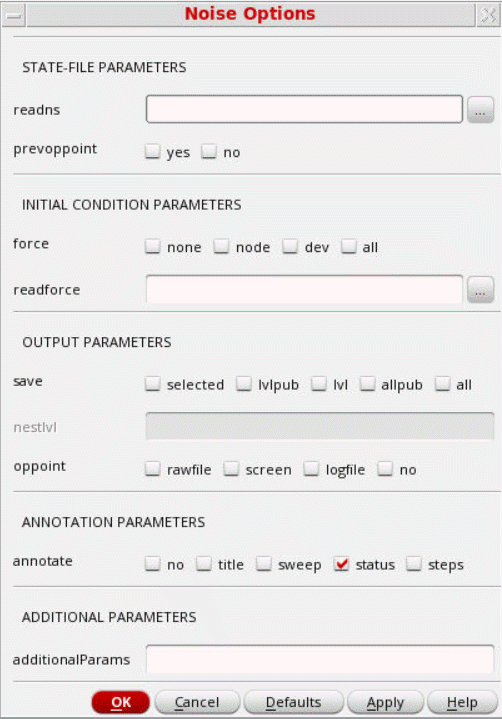 Noise Options
STATE-FILE PARAMETERS
readns ...
prevoppoint yes no
INITIAL CONDITION PARAMETERS
force none node dev all
readforce ...
OUTPUT PARAMETERS
save selected lvlpub lvl allpub all
nestlvl
oppoint rawfile screen logfile no
ANNOTATION PARAMETERS
annotate no title sweep status steps
ADDITIONAL PARAMETERS
additionalParams
OK Cancel Defaults Apply Help